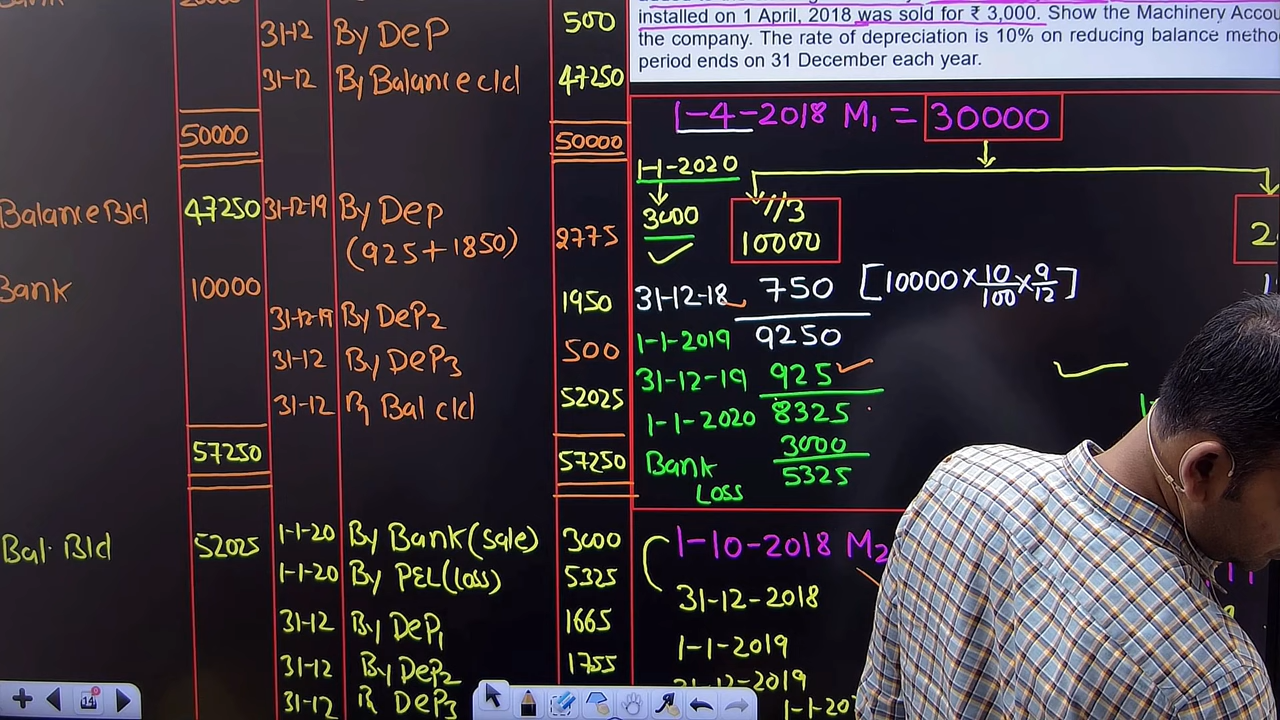 Bank 20000
31-12 By Dep 500
31-12 By Balance c/d 47250
50000 50000
Balance B/d 47250 31-12-19 By Dep
(925+1850) 2775
Bank 10000
31-12-19 By Dep2 1950
31-12 By Dep3 500
31-12 By Bal c/d 52025
57250 57250
Bal. B/d 52025 1-1-20 By Bank (sale) 3000
1-1-20 By P&L (loss) 5325
31-12 By Dep1 1665
31-12 By Dep2 1755
31-12 By Dep3
installed on 1 April, 2018 was sold for ₹ 3,000. Show the Machinery Accou
the company. The rate of depreciation is 10% on reducing balance metho
period ends on 31 December each year.
1-4-2018 M1 = 30000
1-1-2020
3000
1/3
10000
2
31-12-18 750 [10000 × 10/100 × 9/12]
1-1-2019 9250
31-12-19 925
1-1-2020 8325
Bank 3000
Loss 5325
1-10-2018 M2
31-12-2018
1-1-2019
31-12-2019
14